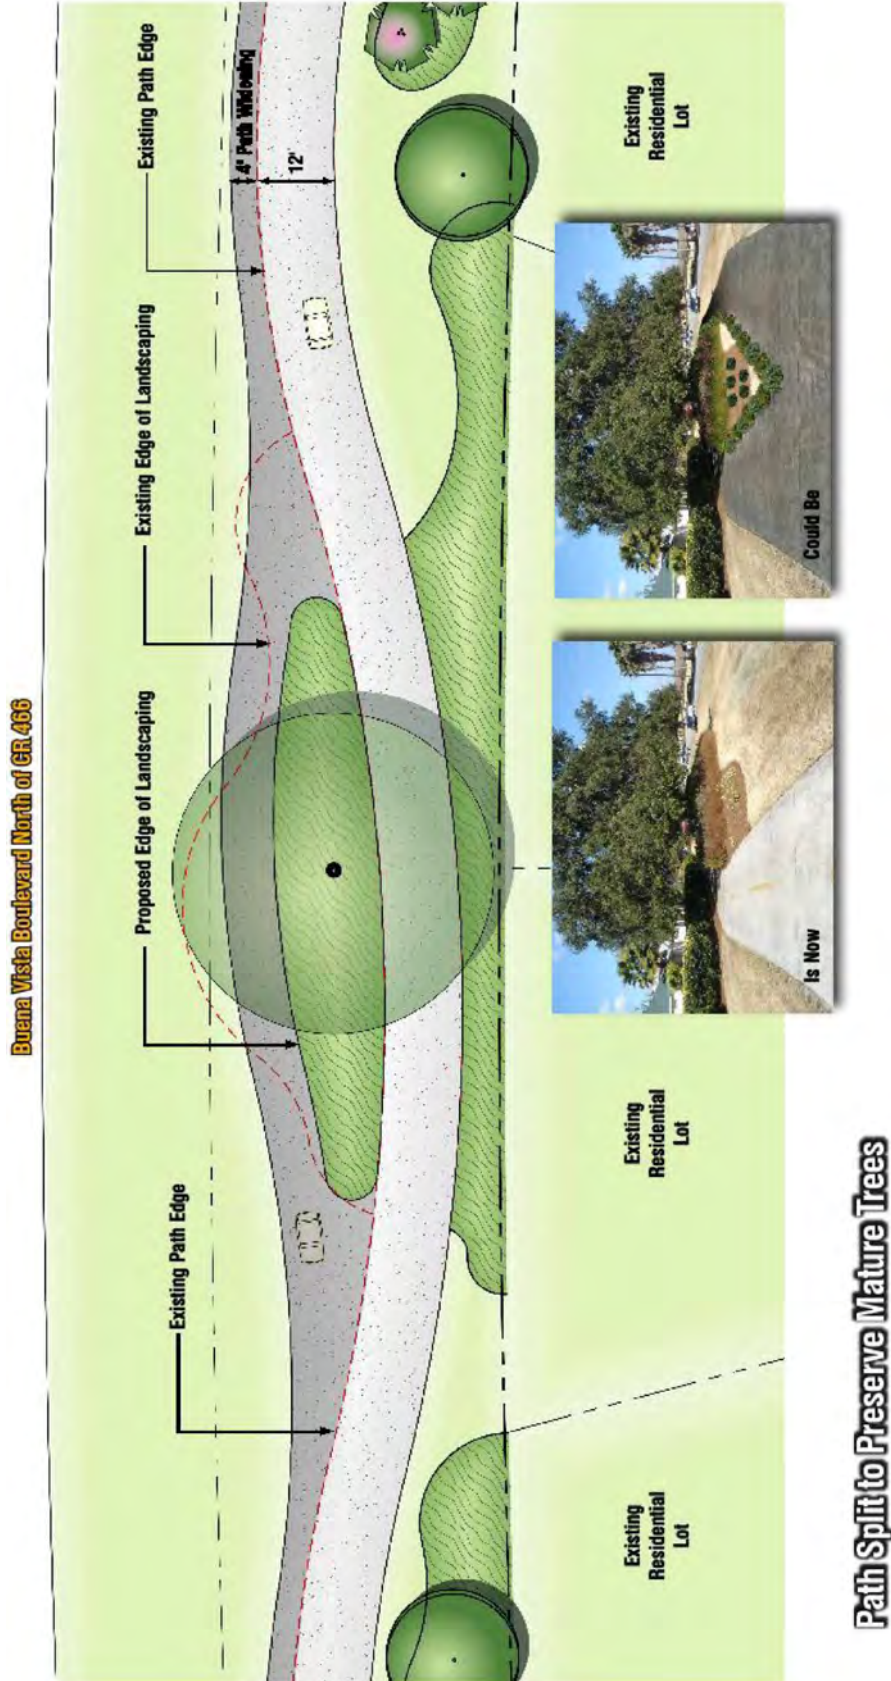 Buena Vista Boulevard North of CR 466
Existing Path Edge
Proposed Edge of Landscaping
Existing Edge of Landscaping
Existing Path Edge
4' Path Widening
12'
Existing
Residential
Lot
Existing
Residential
Lot
Existing
Residential
Lot
Is Now
Could Be
Path Split to Preserve Mature Trees